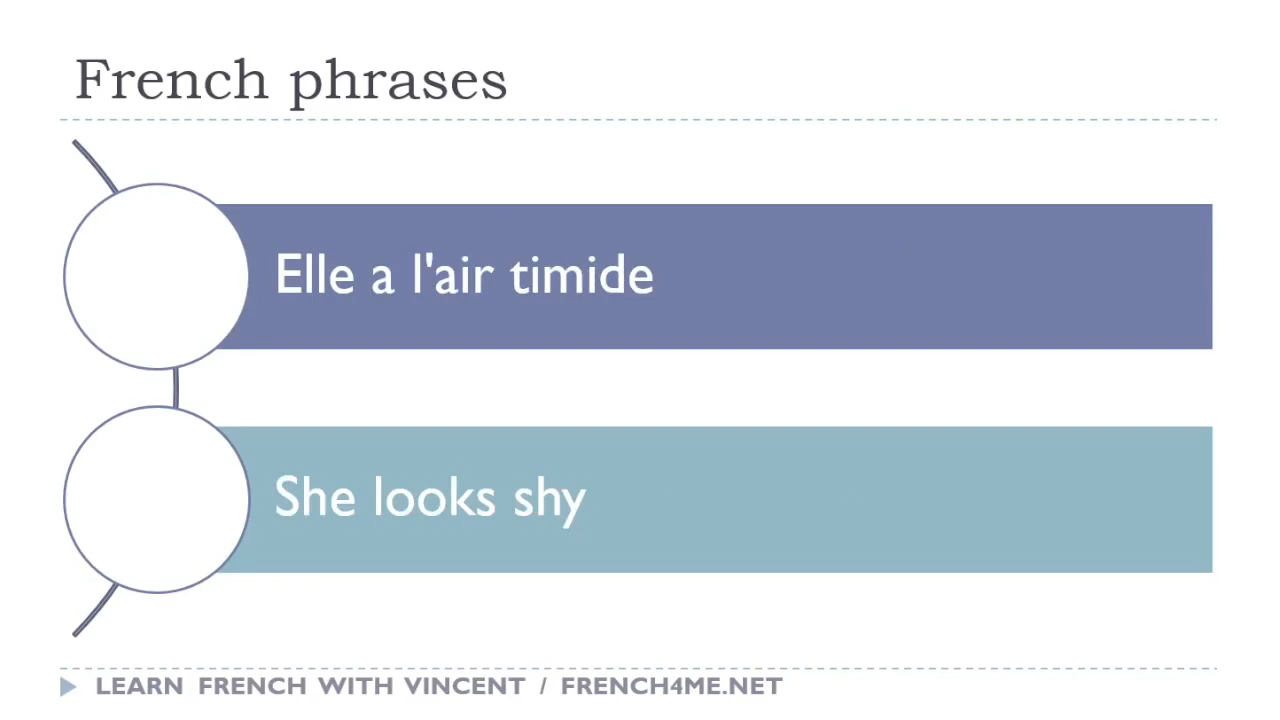 French phrases
Elle a l'air timide
She looks shy
LEARN FRENCH WITH VINCENT / FRENCH4ME.NET